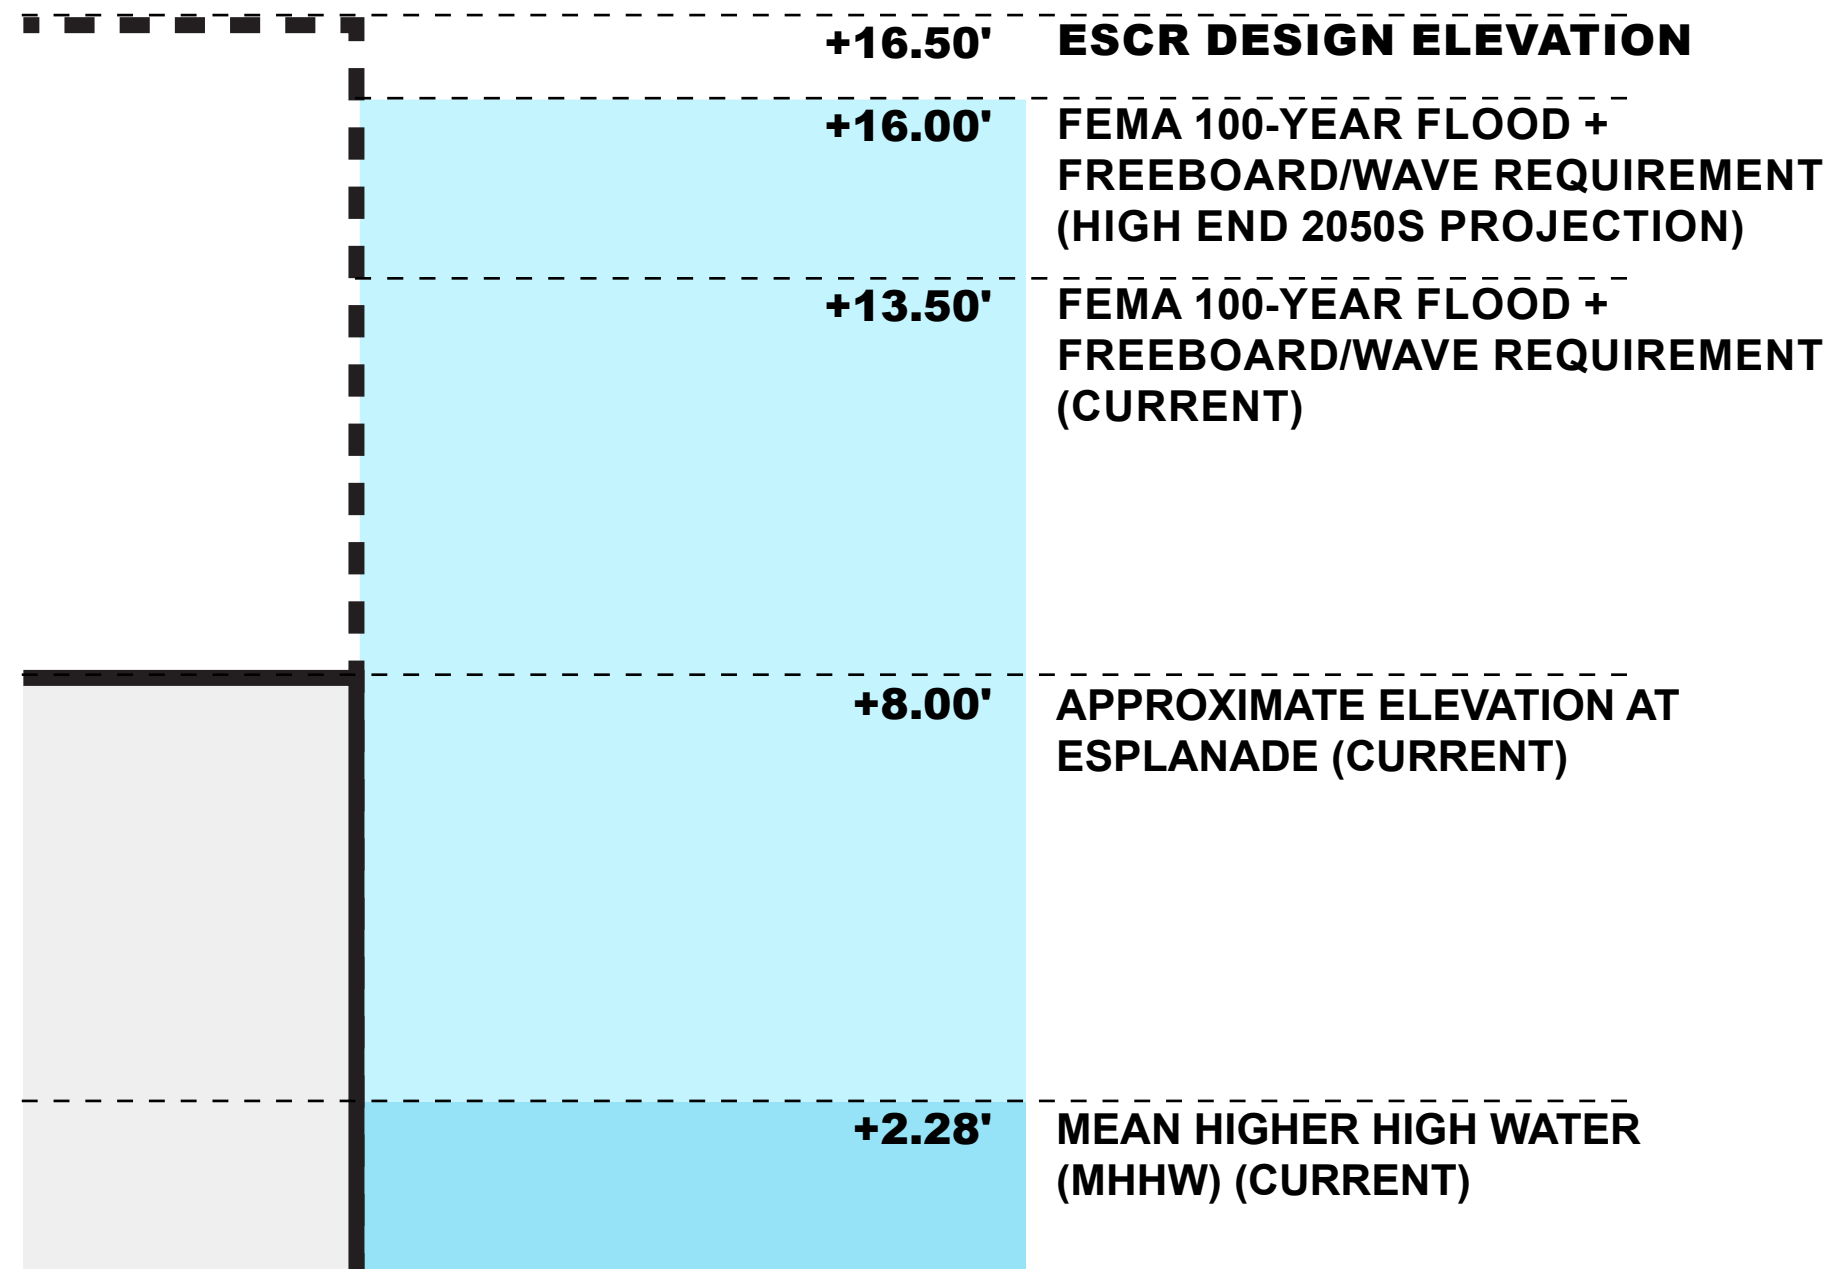 +16.50' ESCR DESIGN ELEVATION
+16.00' FEMA 100-YEAR FLOOD +
FREEBOARD/WAVE REQUIREMENT
(HIGH END 2050S PROJECTION)
+13.50' FEMA 100-YEAR FLOOD +
FREEBOARD/WAVE REQUIREMENT
(CURRENT)
+8.00' APPROXIMATE ELEVATION AT
ESPLANADE (CURRENT)
+2.28' MEAN HIGHER HIGH WATER
(MHHW) (CURRENT)